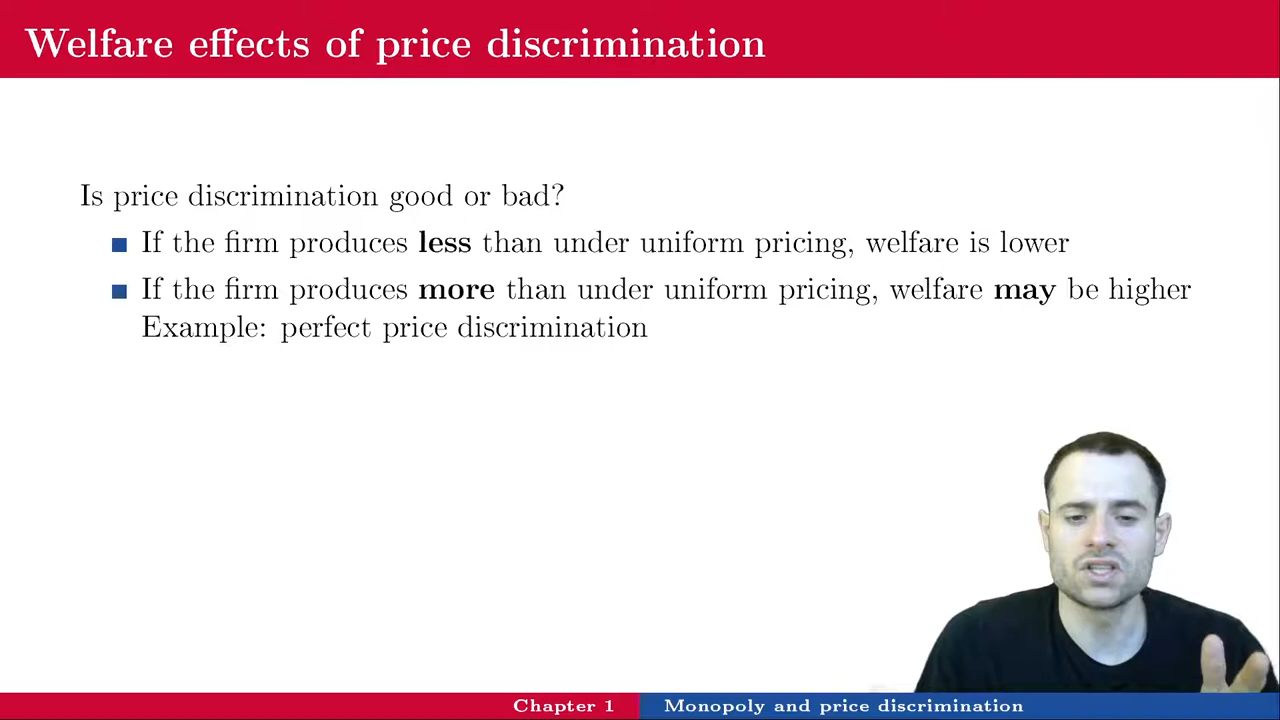 Welfare effects of price discrimination
Is price discrimination good or bad?
If the firm produces less than under uniform pricing, welfare is lower
If the firm produces more than under uniform pricing, welfare may be higher
Example: perfect price discrimination
Chapter 1
Monopoly and price discrimination